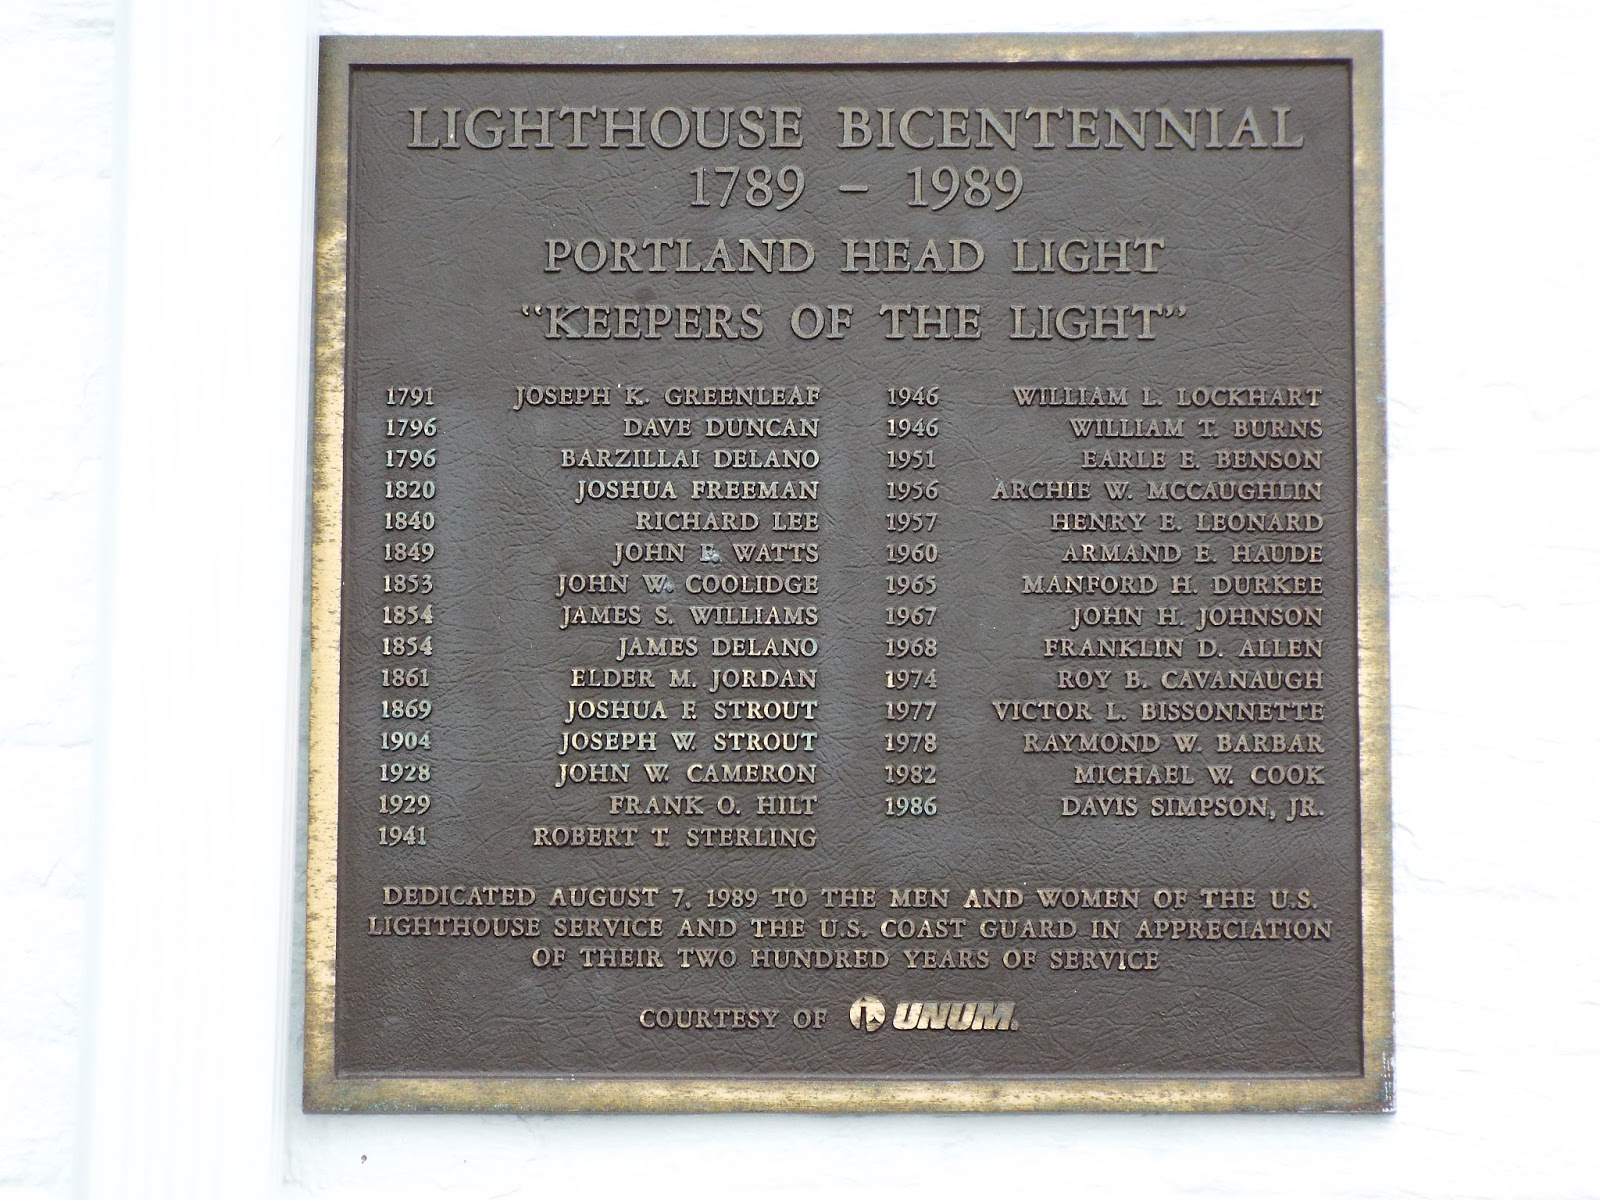 LIGHTHOUSE BICENTENNIAL
1789 – 1989
PORTLAND HEAD LIGHT
“KEEPERS OF THE LIGHT”
1791 JOSEPH K. GREENLEAF
1796 DAVE DUNCAN
1796 BARZILLAI DELANO
1820 JOSHUA FREEMAN
1840 RICHARD LEE
1849 JOHN F. WATTS
1853 JOHN W. COOLIDGE
1854 JAMES S. WILLIAMS
1854 JAMES DELANO
1861 ELDER M. JORDAN
1869 JOSHUA F. STROUT
1904 JOSEPH W. STROUT
1928 JOHN W. CAMERON
1929 FRANK O. HILT
1941 ROBERT T. STERLING
1946 WILLIAM L. LOCKHART
1946 WILLIAM T. BURNS
1951 EARLE E. BENSON
1956 ARCHIE W. MCCAUGHLIN
1957 HENRY E. LEONARD
1960 ARMAND E. HAUDE
1965 MANFORD H. DURKEE
1967 JOHN H. JOHNSON
1968 FRANKLIN D. ALLEN
1974 ROY B. CAVANAUGH
1977 VICTOR L. BISSONNETTE
1978 RAYMOND W. BARBAR
1982 MICHAEL W. COOK
1986 DAVIS SIMPSON, JR.
DEDICATED AUGUST 7, 1989 TO THE MEN AND WOMEN OF THE U.S.
LIGHTHOUSE SERVICE AND THE U.S. COAST GUARD IN APPRECIATION
OF THEIR TWO HUNDRED YEARS OF SERVICE
COURTESY OF UNUM.